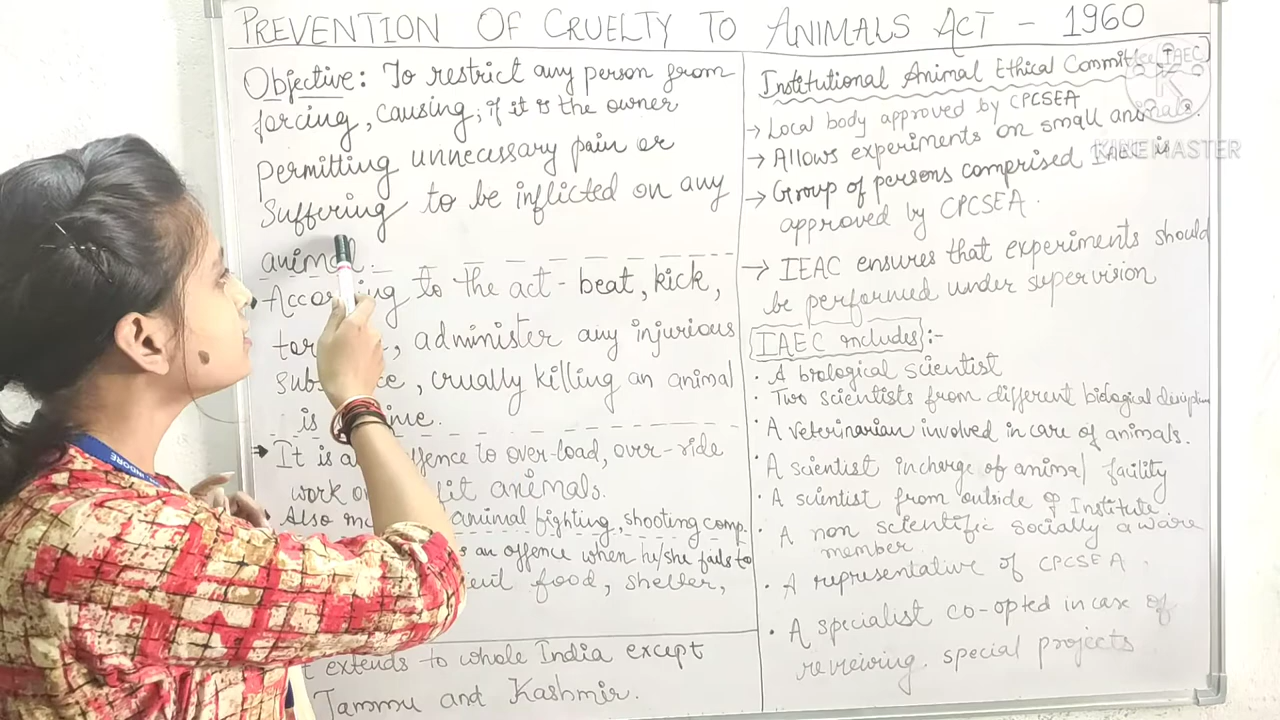 PREVENTION OF CRUELTY TO ANIMALS ACT - 1960
Objective: To restrict any person from
forcing, causing; if it is the owner
permitting unnecessary pain or
Suffering to be inflicted on any
animal.
According to the act - beat, kick,
, administer any injurious
, crually killing an animal
is
It is an offence to over-load, over-ride
work on animals.
Also animal fighting, shooting comp.
an offence when he/she fails to
food, shelter,
extends to whole India except
Jammu and Kashmir.
Institutional Animal Ethical Committee IAEC
→ Local body approved by CPCSEA
→ Allows experiments on small animals.
→ Group of persons comprised IAEC is
approved by CPCSEA.
→ IEAC ensures that experiments should
be performed under supervision
IAEC includes :-
· A biological scientist
· Two scientists from different biological
· A veterinarian involved in care of animals.
· A scientist incharge of animal facility
· A scientist from outside of Institute
· A non scientific socially aware
member
· A representative of CPCSEA
· A specialist co-opted in case of
reviewing special projects
KINEMASTER
INDORE